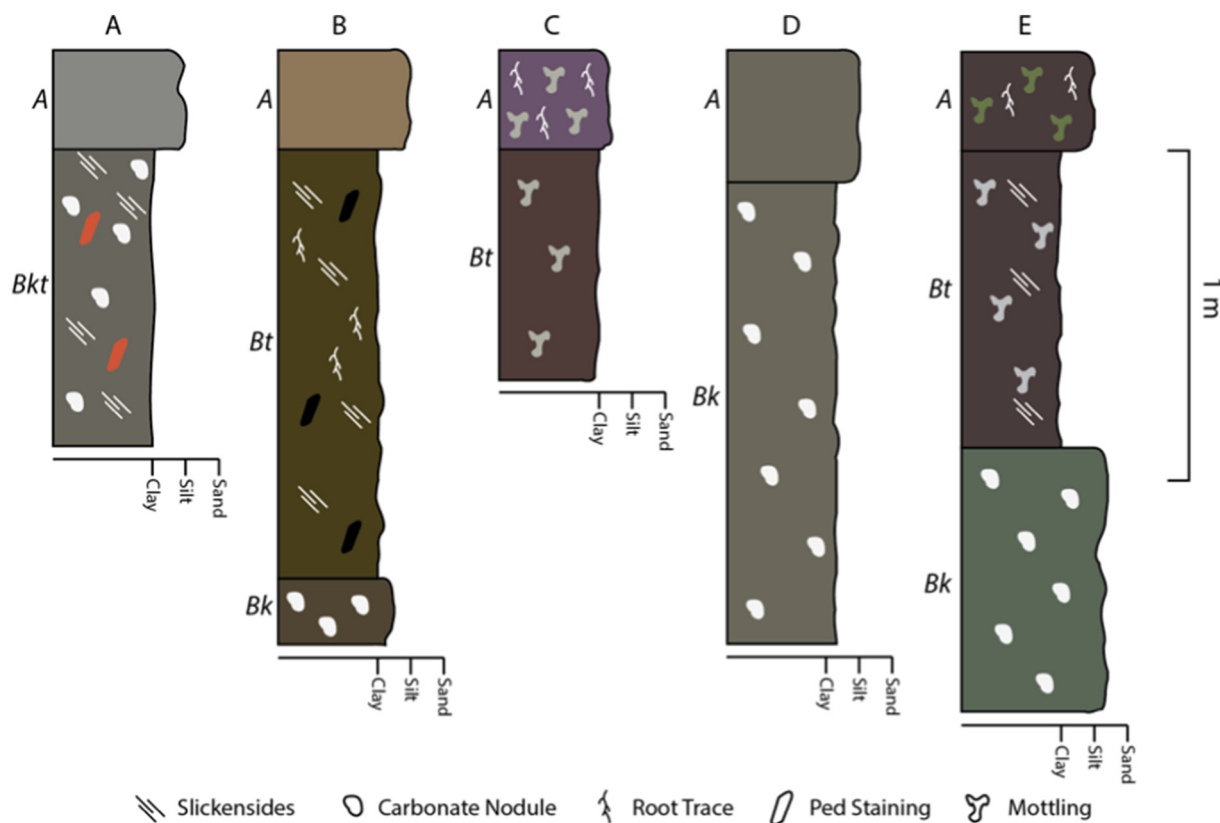 A
B
C
D
E
A
A
A
A
A
Bkt
Bt
Bt
Bt
Bk
Bk
Bk
1 m
Clay
Silt
Sand
Clay
Silt
Sand
Clay
Silt
Sand
Clay
Silt
Sand
Clay
Silt
Sand
Slickensides
Carbonate Nodule
Root Trace
Ped Staining
Mottling